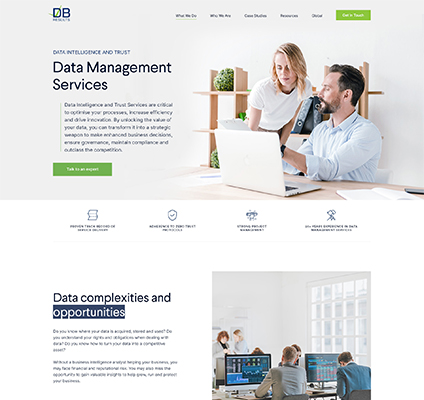 DB
RESULTS
What We Do
Who We Are
Case Studies
Resources
Global
Get in Touch
DATA INTELLIGENCE AND TRUST
Data Management
Services
Data Intelligence and Trust Services are critical
to optimise your processes, increase efficiency
and drive innovation. By unlocking the value of
your data, you can transform it into a strategic
weapon to make enhanced business decisions,
ensure governance, maintain compliance and
outclass the competition.
Talk to an expert
PROVEN TRACK RECORD OF
SERVICE DELIVERY
ADHERENCE TO ZERO TRUST
PROTOCOLS
STRONG PROJECT
MANAGEMENT
YEARS EXPERIENCE IN DATA
MANAGEMENT SERVICES
Data complexities and
opportunities
Do you know where your data is acquired, stored and used? Do
you understand your rights and obligations when dealing with
data? Do you know how to turn your data into a competitive
asset?
Without a business intelligence analyst helping your business, you
may face financial and reputational risk. You may also miss the
opportunity to gain valuable insights to help grow, run and protect
your business.